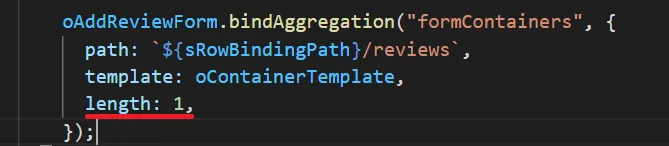 oAddReviewForm.bindAggregation("formContainers", {
path: `${sRowBindingPath}/reviews`,
template: oContainerTemplate,
length: 1,
});